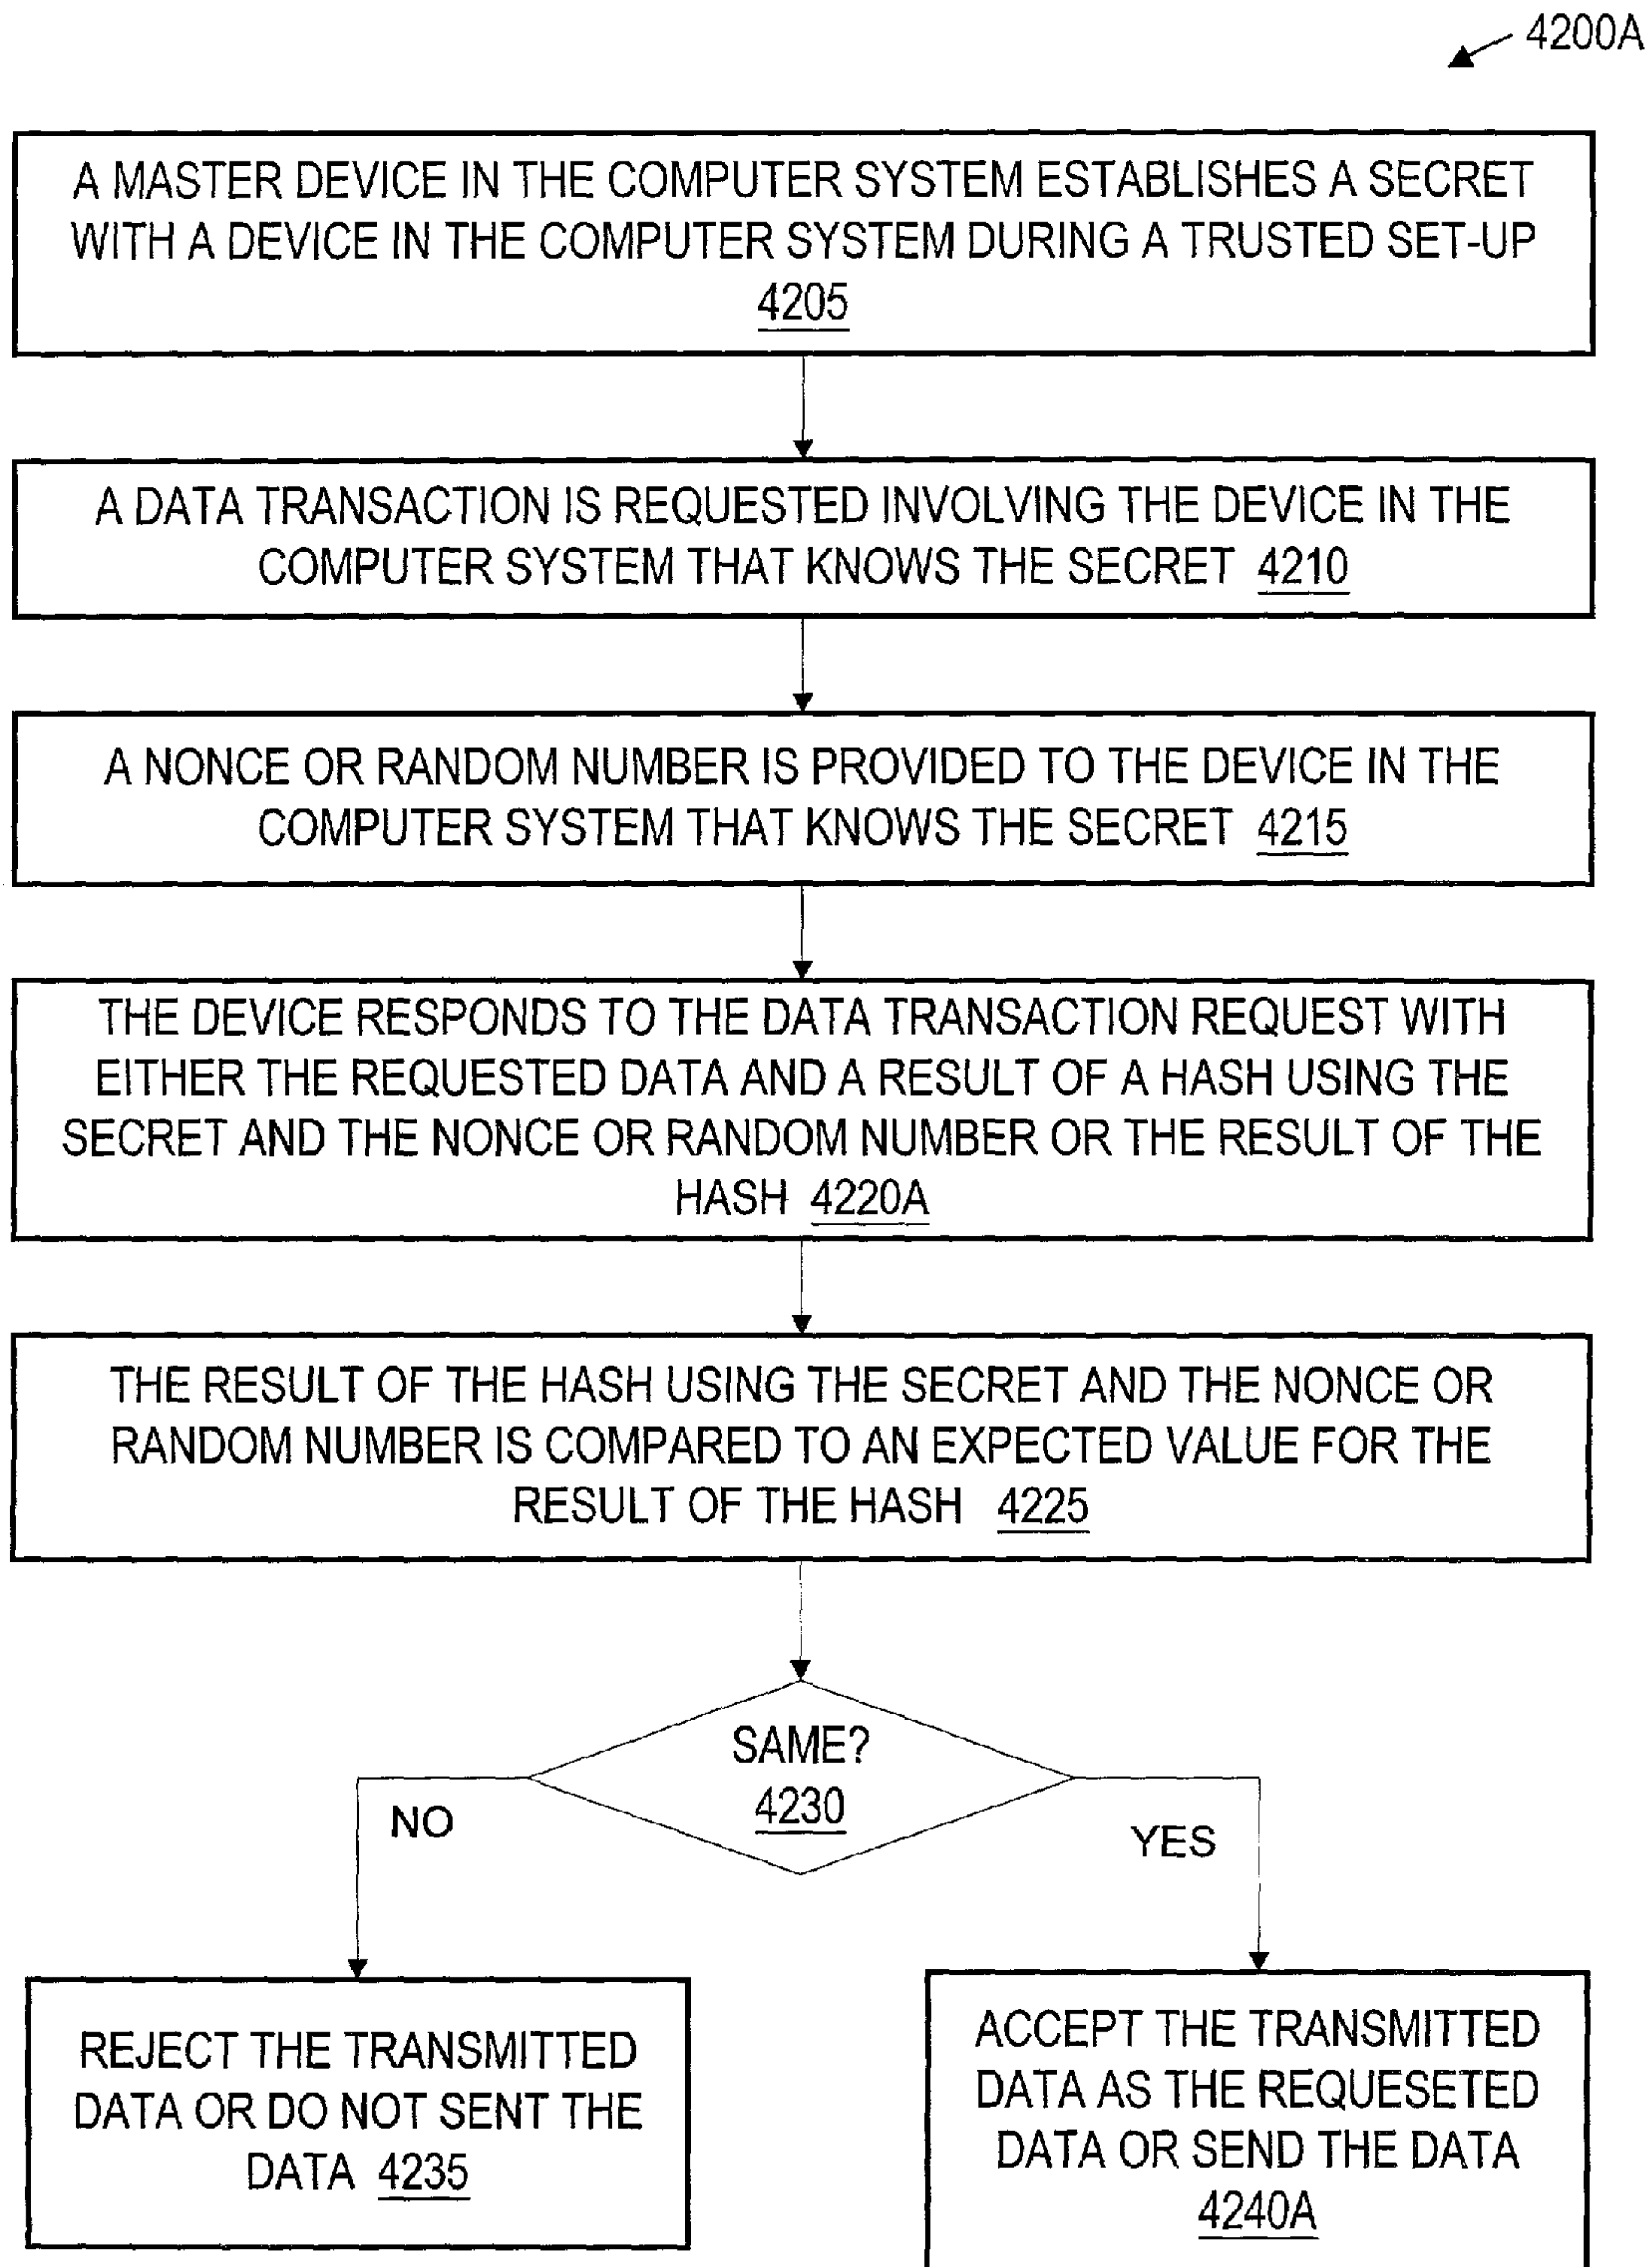 4200A
A MASTER DEVICE IN THE COMPUTER SYSTEM ESTABLISHES A SECRET
WITH A DEVICE IN THE COMPUTER SYSTEM DURING A TRUSTED SET-UP
4205
A DATA TRANSACTION IS REQUESTED INVOLVING THE DEVICE IN THE
COMPUTER SYSTEM THAT KNOWS THE SECRET 4210
A NONCE OR RANDOM NUMBER IS PROVIDED TO THE DEVICE IN THE
COMPUTER SYSTEM THAT KNOWS THE SECRET 4215
THE DEVICE RESPONDS TO THE DATA TRANSACTION REQUEST WITH
EITHER THE REQUESTED DATA AND A RESULT OF A HASH USING THE
SECRET AND THE NONCE OR RANDOM NUMBER OR THE RESULT OF THE
HASH 4220A
THE RESULT OF THE HASH USING THE SECRET AND THE NONCE OR
RANDOM NUMBER IS COMPARED TO AN EXPECTED VALUE FOR THE
RESULT OF THE HASH 4225
SAME?
4230
NO
YES
REJECT THE TRANSMITTED
DATA OR DO NOT SENT THE
DATA 4235
ACCEPT THE TRANSMITTED
DATA AS THE REQUESETED
DATA OR SEND THE DATA
4240A